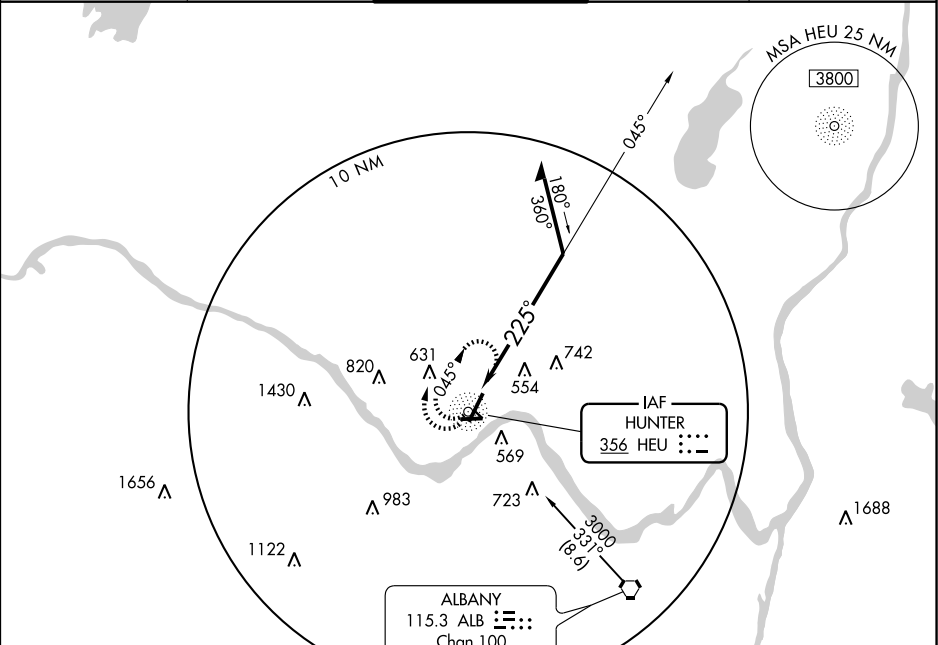 MSA HEU 25 NM
3800
045°
10 NM
180°
360°
225°
045°
631
820
1430
742
554
IAF
HUNTER
356 HEU
569
1656
983
723
1688
3000
331°
(8.6)
1122
ALBANY
115.3 ALB
Chan 100